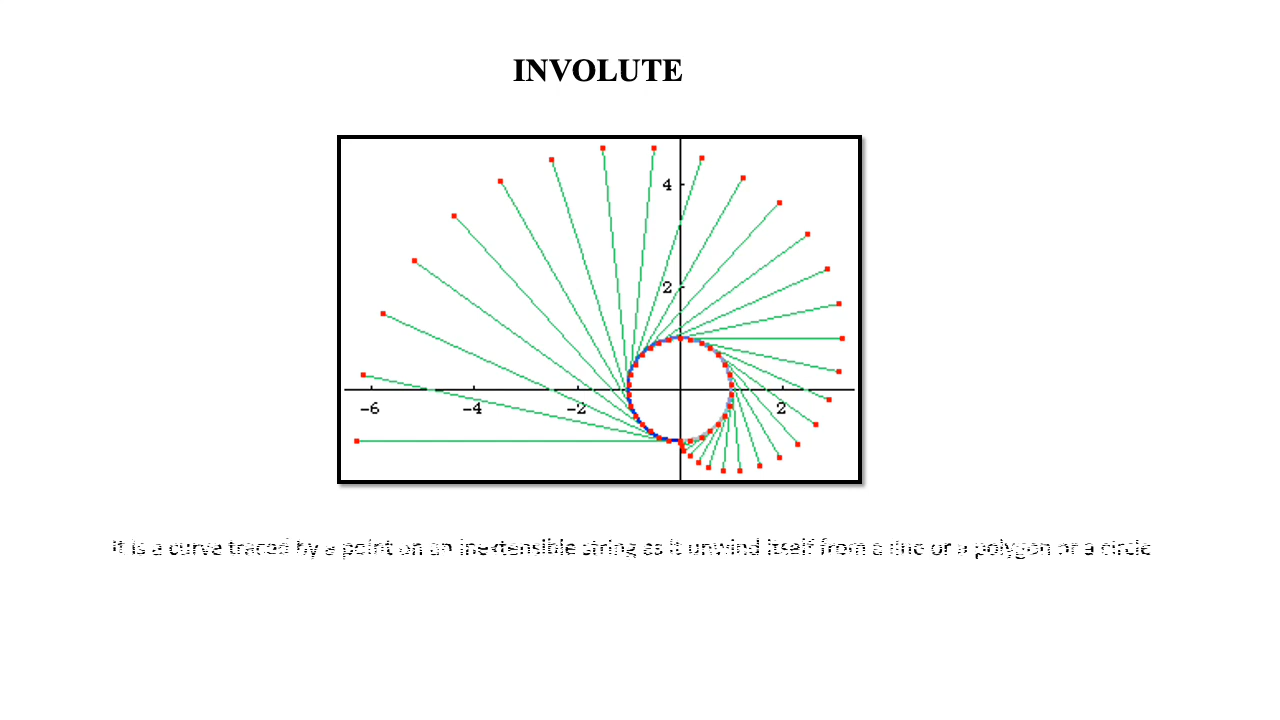 INVOLUTE
4
2
−6 −4 −2 2
It is a curve traced by a point on an inextensible string as it unwind itself from a line or a polygon or a circle